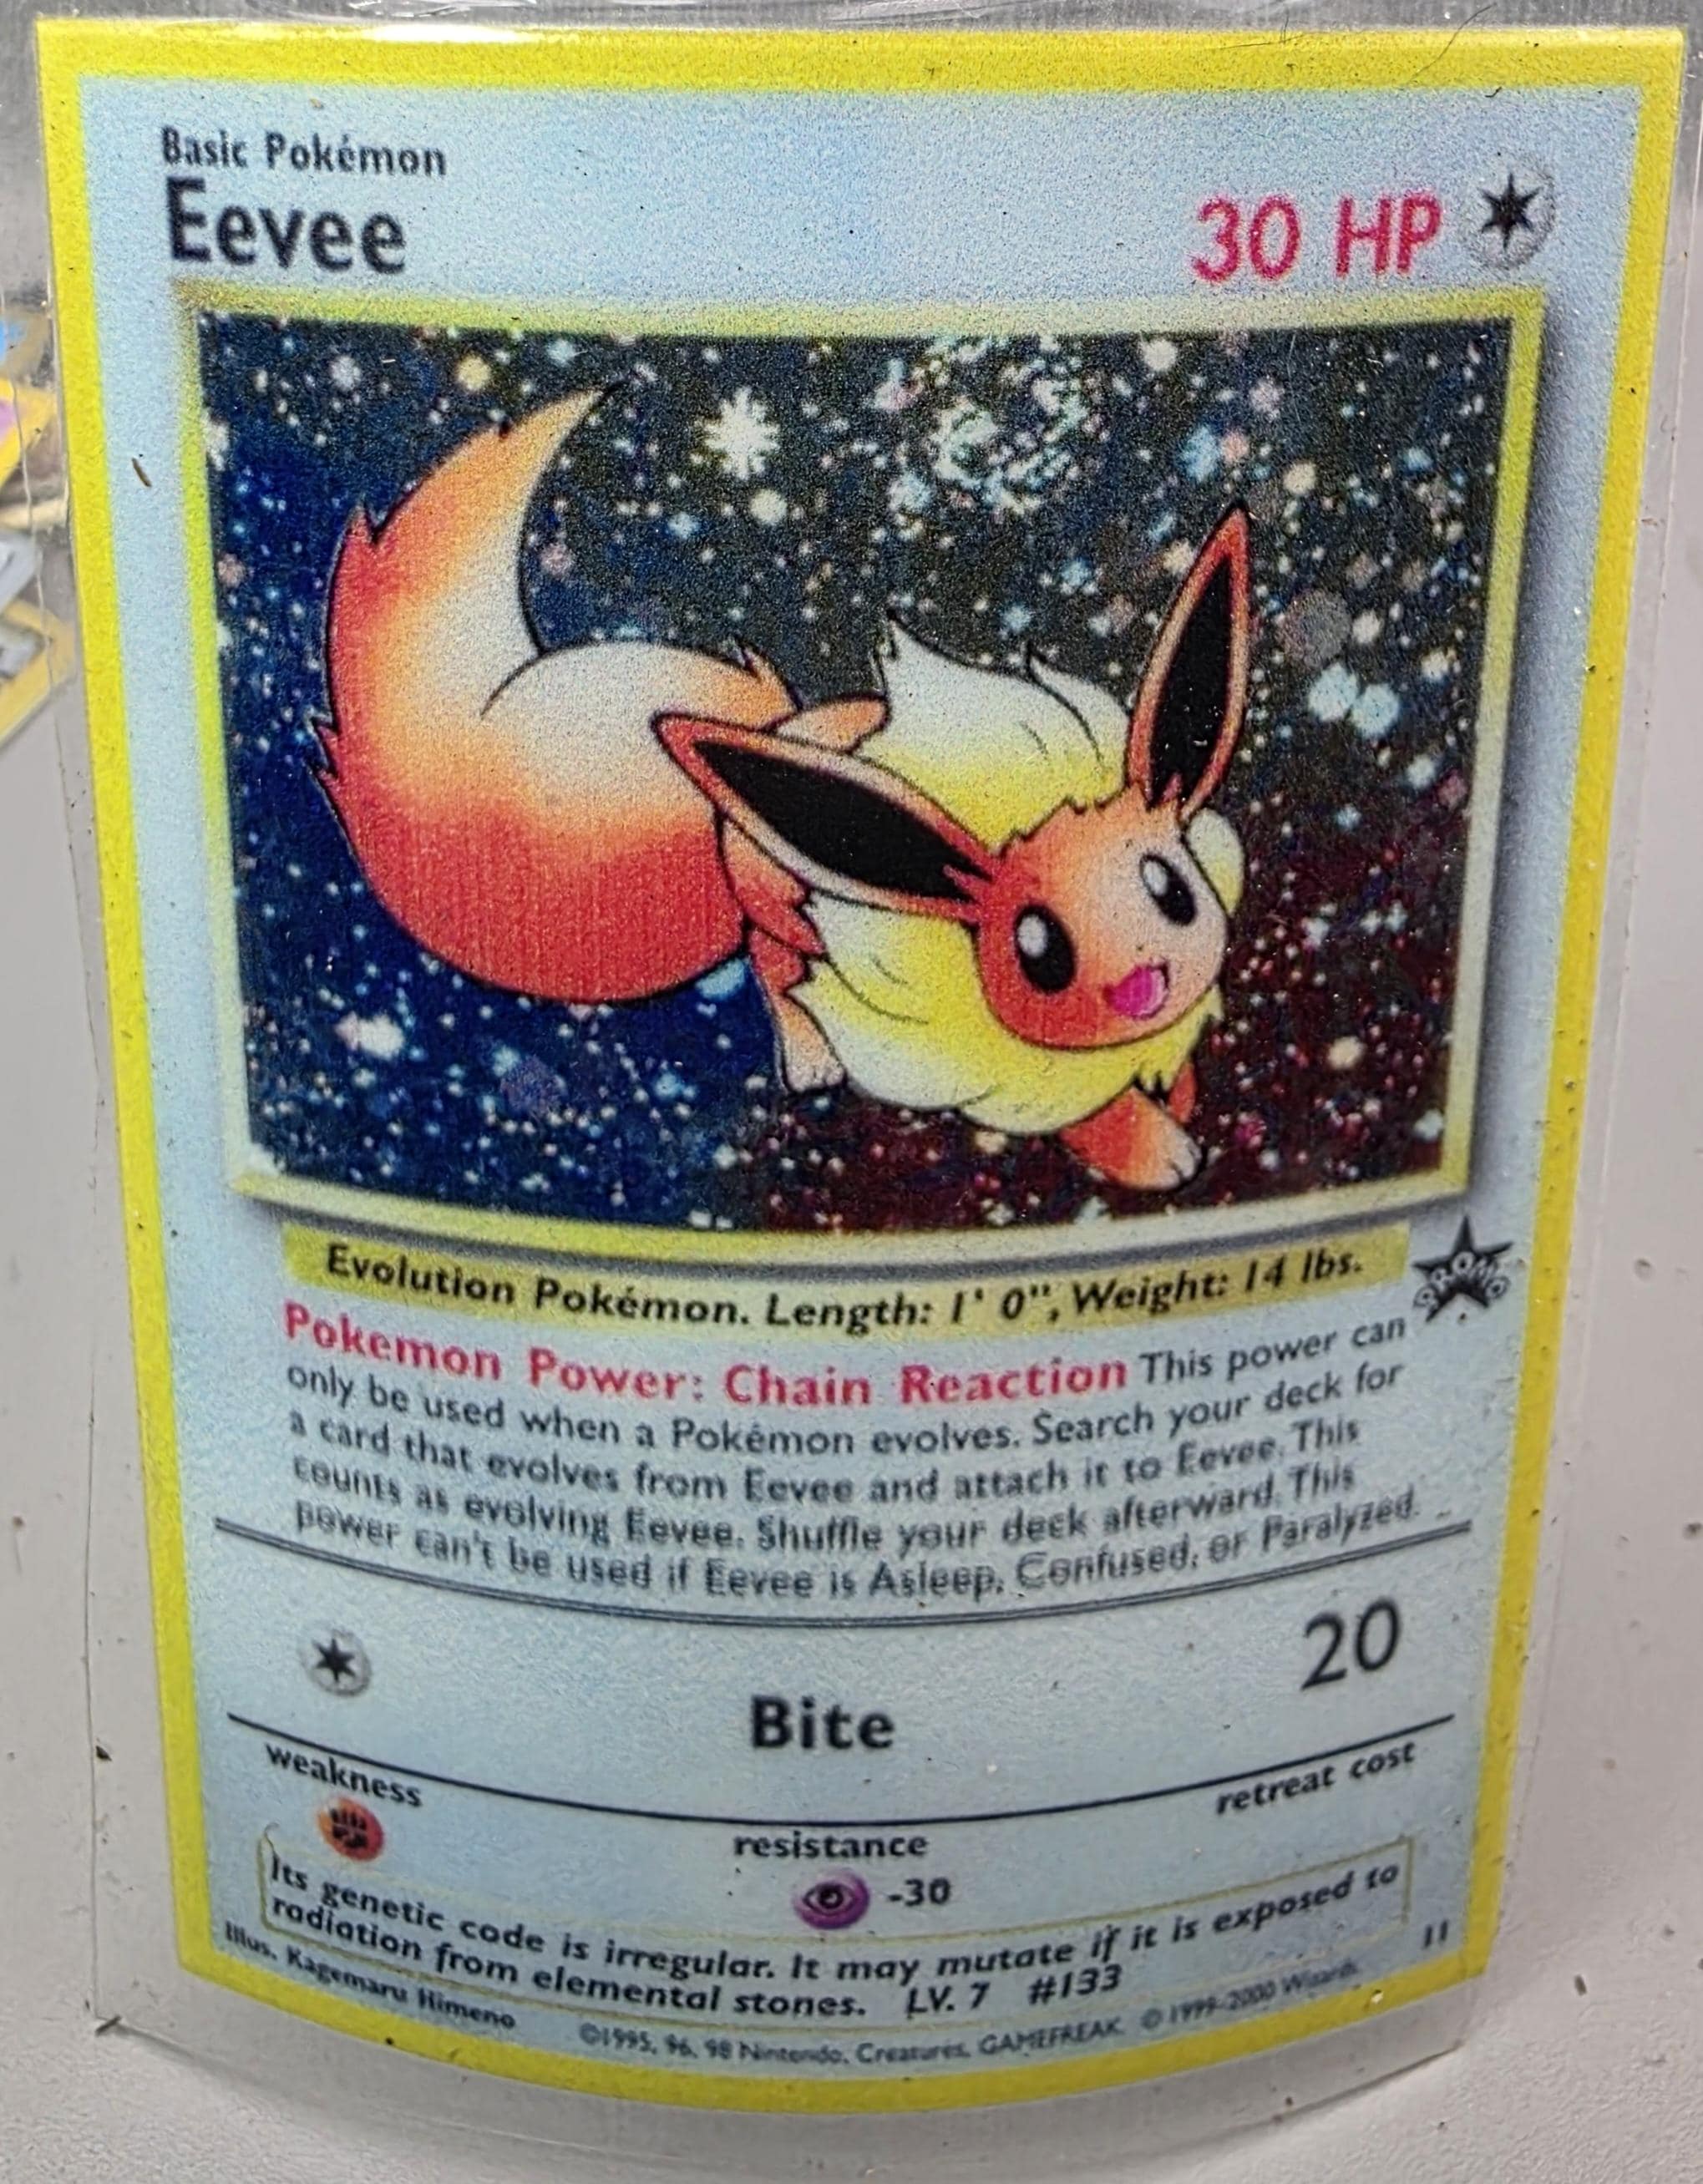 Basic Pokémon
Eevee
30 HP
Evolution Pokémon. Length: 1' 0", Weight: 14 lbs.
PROMO
Pokemon Power: Chain Reaction This power can
only be used when a Pokémon evolves. Search your deck for
a card that evolves from Eevee and attach it to Eevee. This
counts as evolving Eevee. Shuffle your deck afterward. This
power can't be used if Eevee is Asleep, Confused, or Paralyzed.
20
Bite
weakness
retreat cost
resistance
-30
Its genetic code is irregular. It may mutate if it is exposed to
radiation from elemental stones. LV. 7 #133
11
Illus. Kagemaru Himeno
©1995, 96, 98 Nintendo, Creatures, GAMEFREAK. © 1999-2000 Wizards.